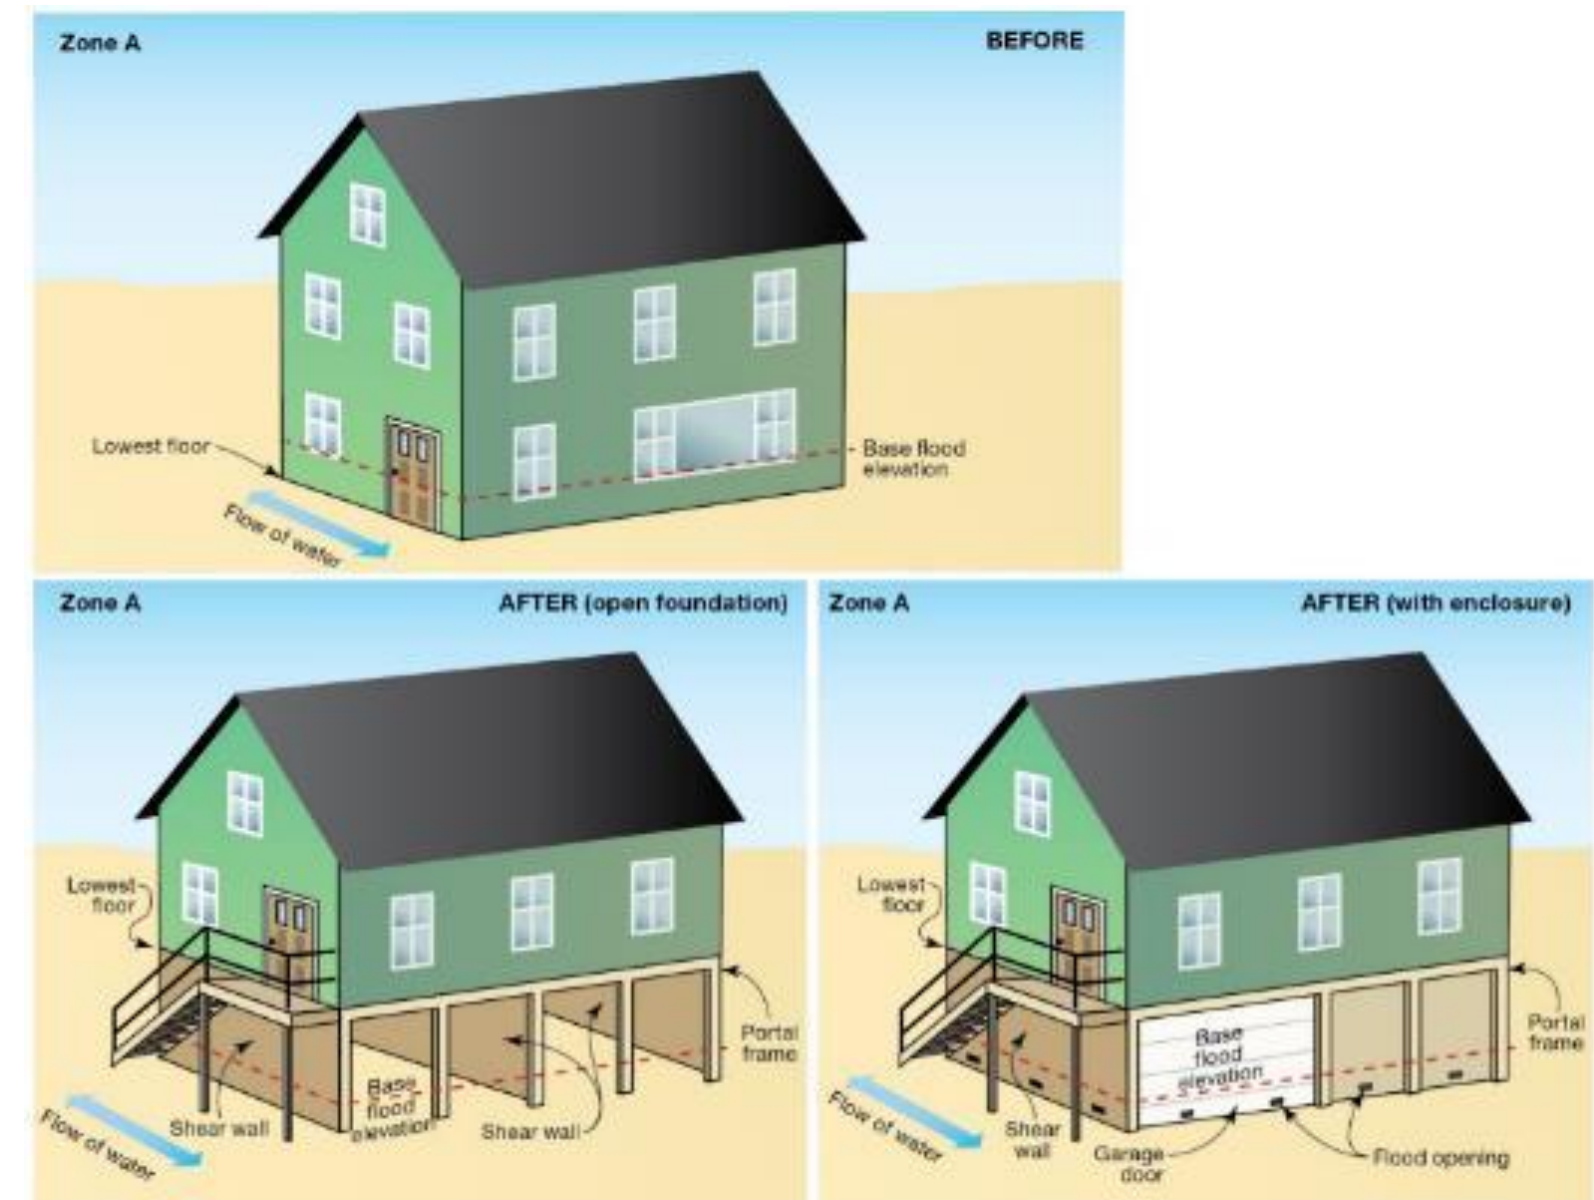 Zone A
BEFORE
Lowest floor
Base flood
elevation
Flow of water
Zone A
AFTER (open foundation)
Lowest
floor
Portal
frame
Base
flood
elevation
Shear wall
Shear wall
Flow of water
Zone A
AFTER (with enclosure)
Lowest
floor
Portal
frame
Base
flood
elevation
Flow of water
Shear
wall
Garage
door
Flood opening